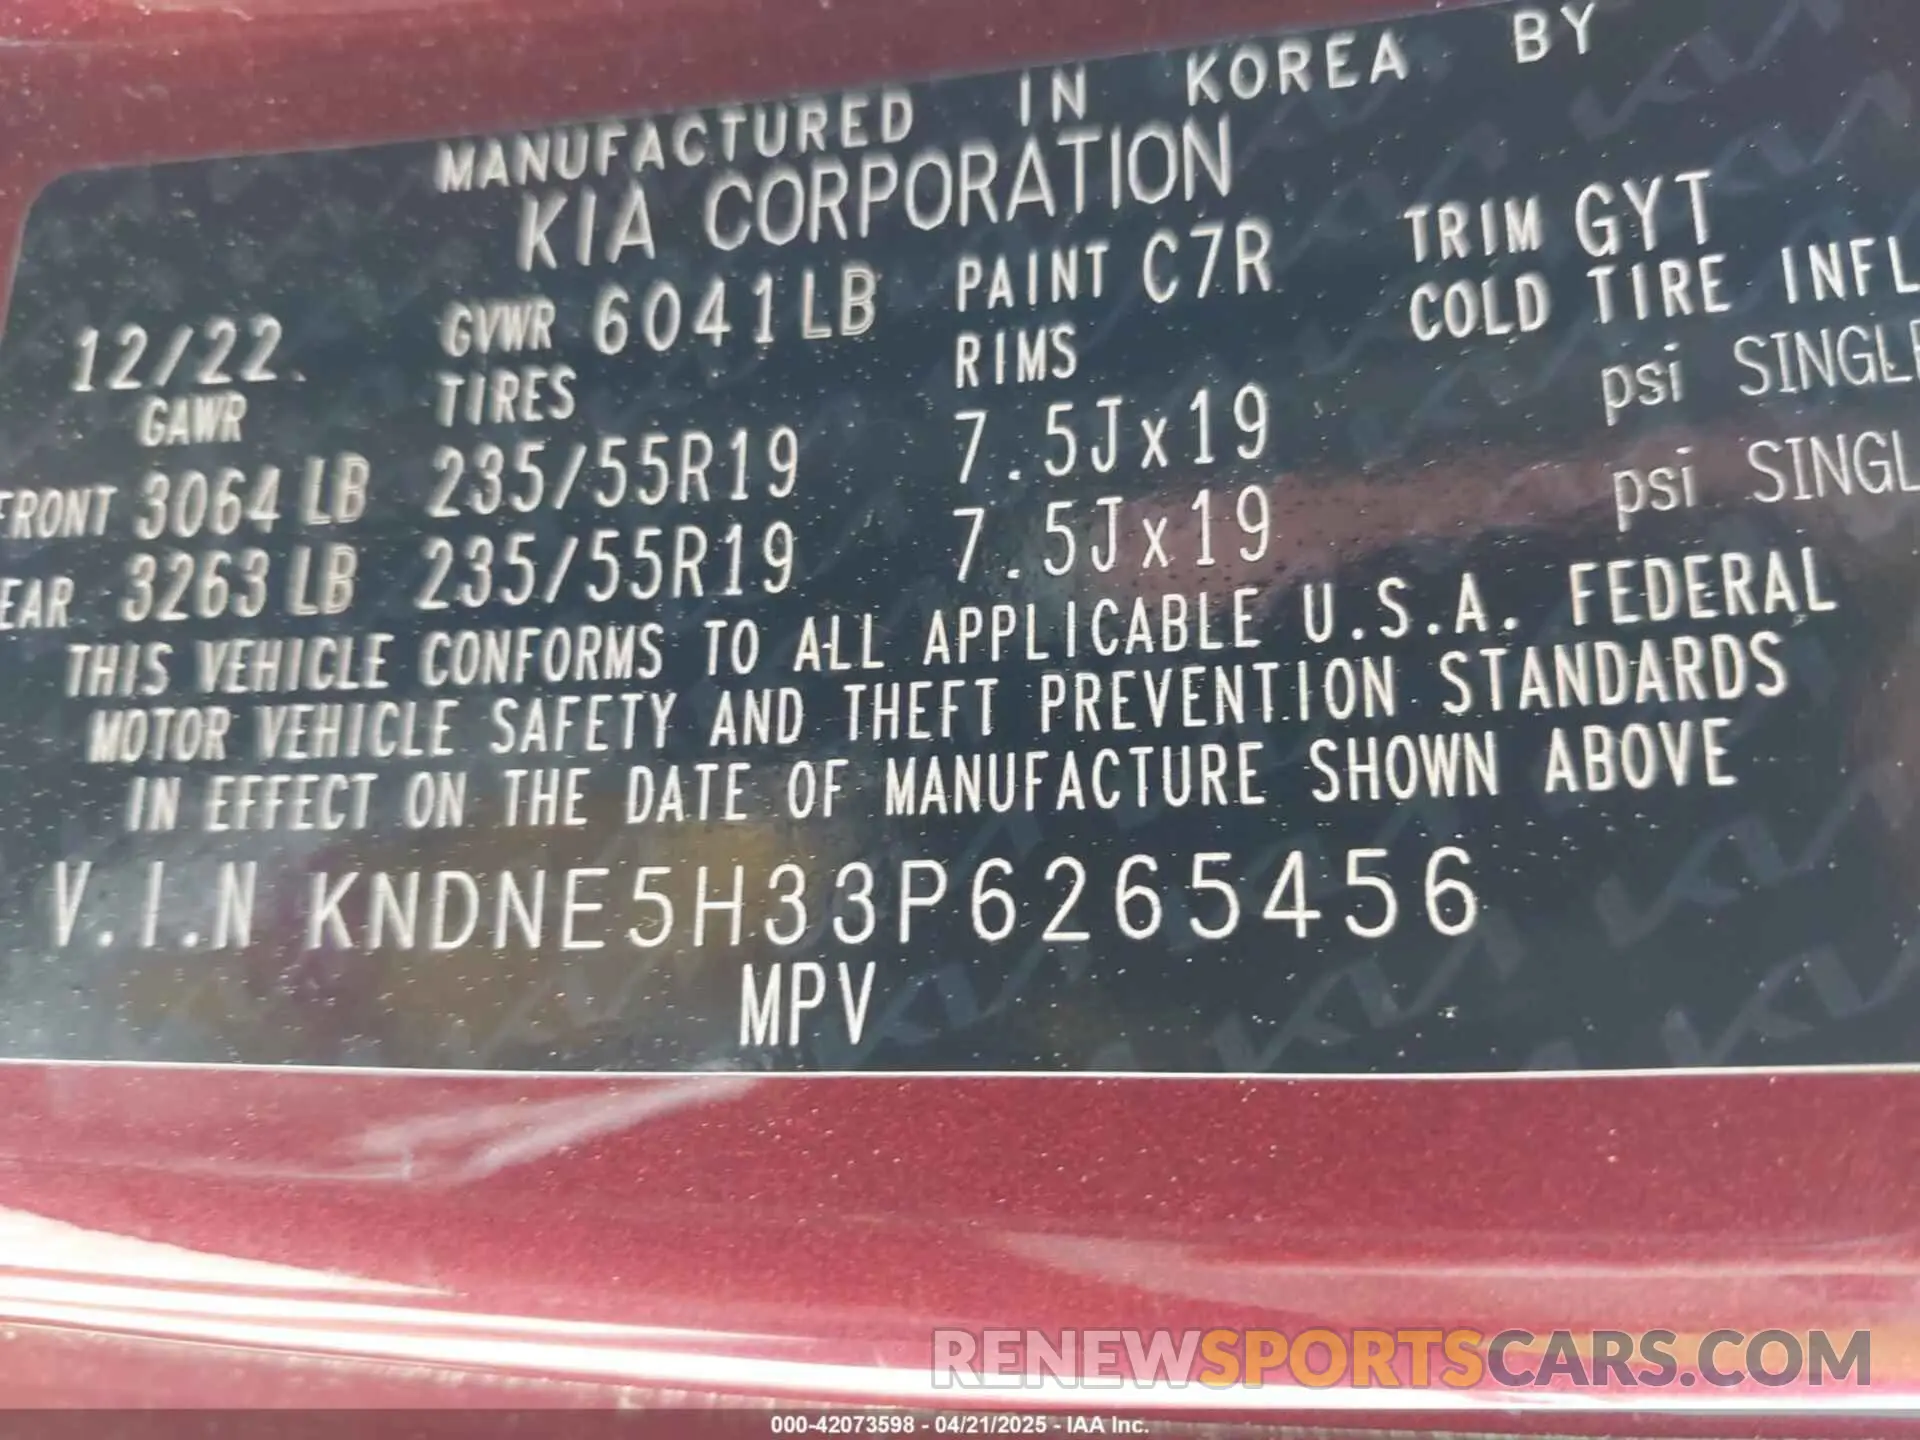 MANUFACTURED IN KOREA BY
KIA CORPORATION
12/22 GVWR 6041LB PAINT C7R TRIM GYT
GAWR TIRES RIMS COLD TIRE INFL
FRONT 3064 LB 235/55R19 7.5Jx19 psi SINGLE
EAR 3263 LB 235/55R19 7.5Jx19 psi SINGL
THIS VEHICLE CONFORMS TO ALL APPLICABLE U.S.A. FEDERAL
MOTOR VEHICLE SAFETY AND THEFT PREVENTION STANDARDS
IN EFFECT ON THE DATE OF MANUFACTURE SHOWN ABOVE
V.I.N KNDNE5H33P6265456
MPV
RENEWSPORTSCARS.COM
000-42073598 - 04/21/2025 - IAA Inc.